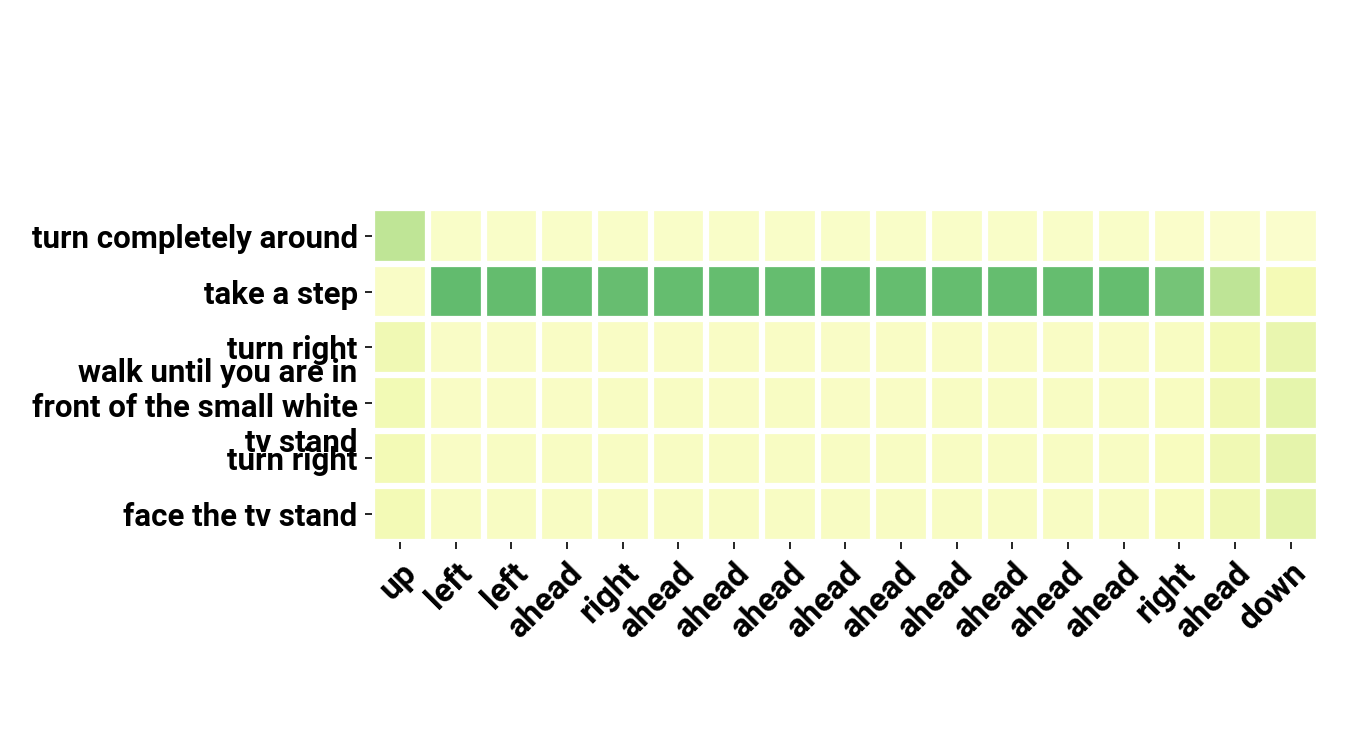 turn completely around
take a step
turn right
walk until you are in
front of the small white
tv stand
turn right
face the tv stand
up
left
left
ahead
right
ahead
ahead
ahead
ahead
ahead
ahead
ahead
ahead
ahead
right
ahead
down